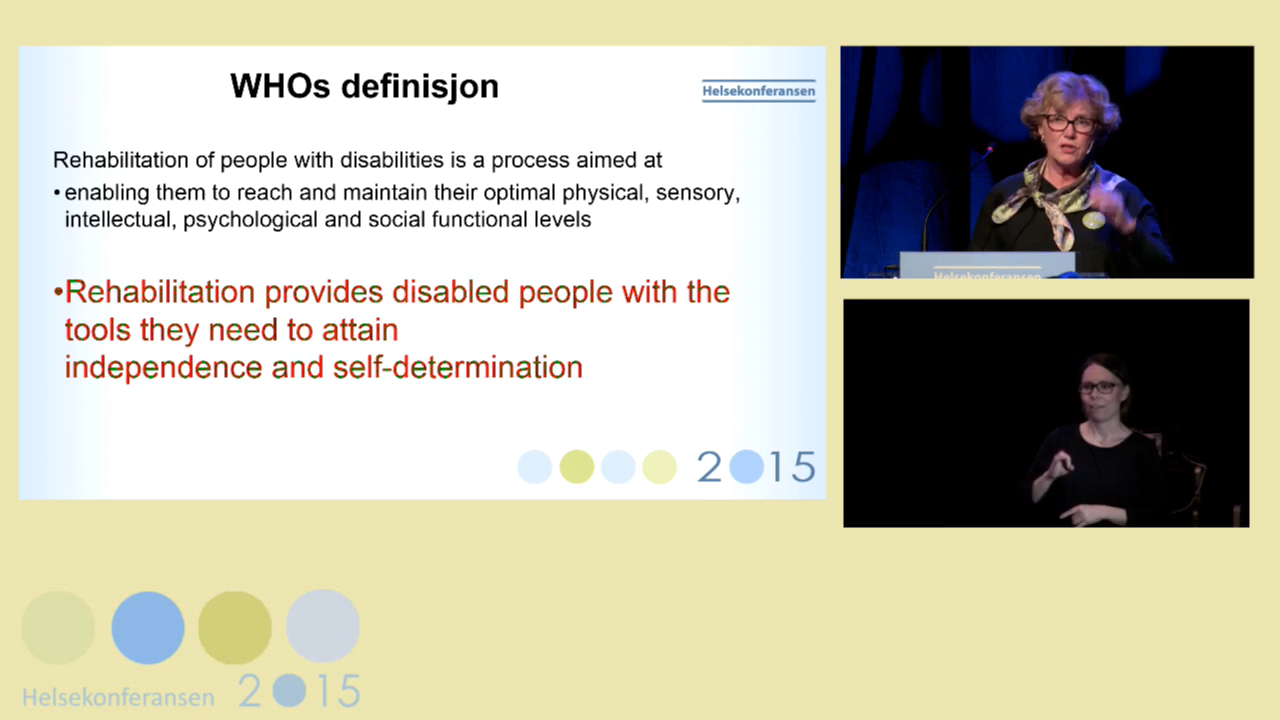 WHOs definisjon
Helsekonferansen
Rehabilitation of people with disabilities is a process aimed at
• enabling them to reach and maintain their optimal physical, sensory,
intellectual, psychological and social functional levels
•Rehabilitation provides disabled people with the
tools they need to attain
independence and self-determination
2015
Helsekonferansen
Helsekonferansen 2015